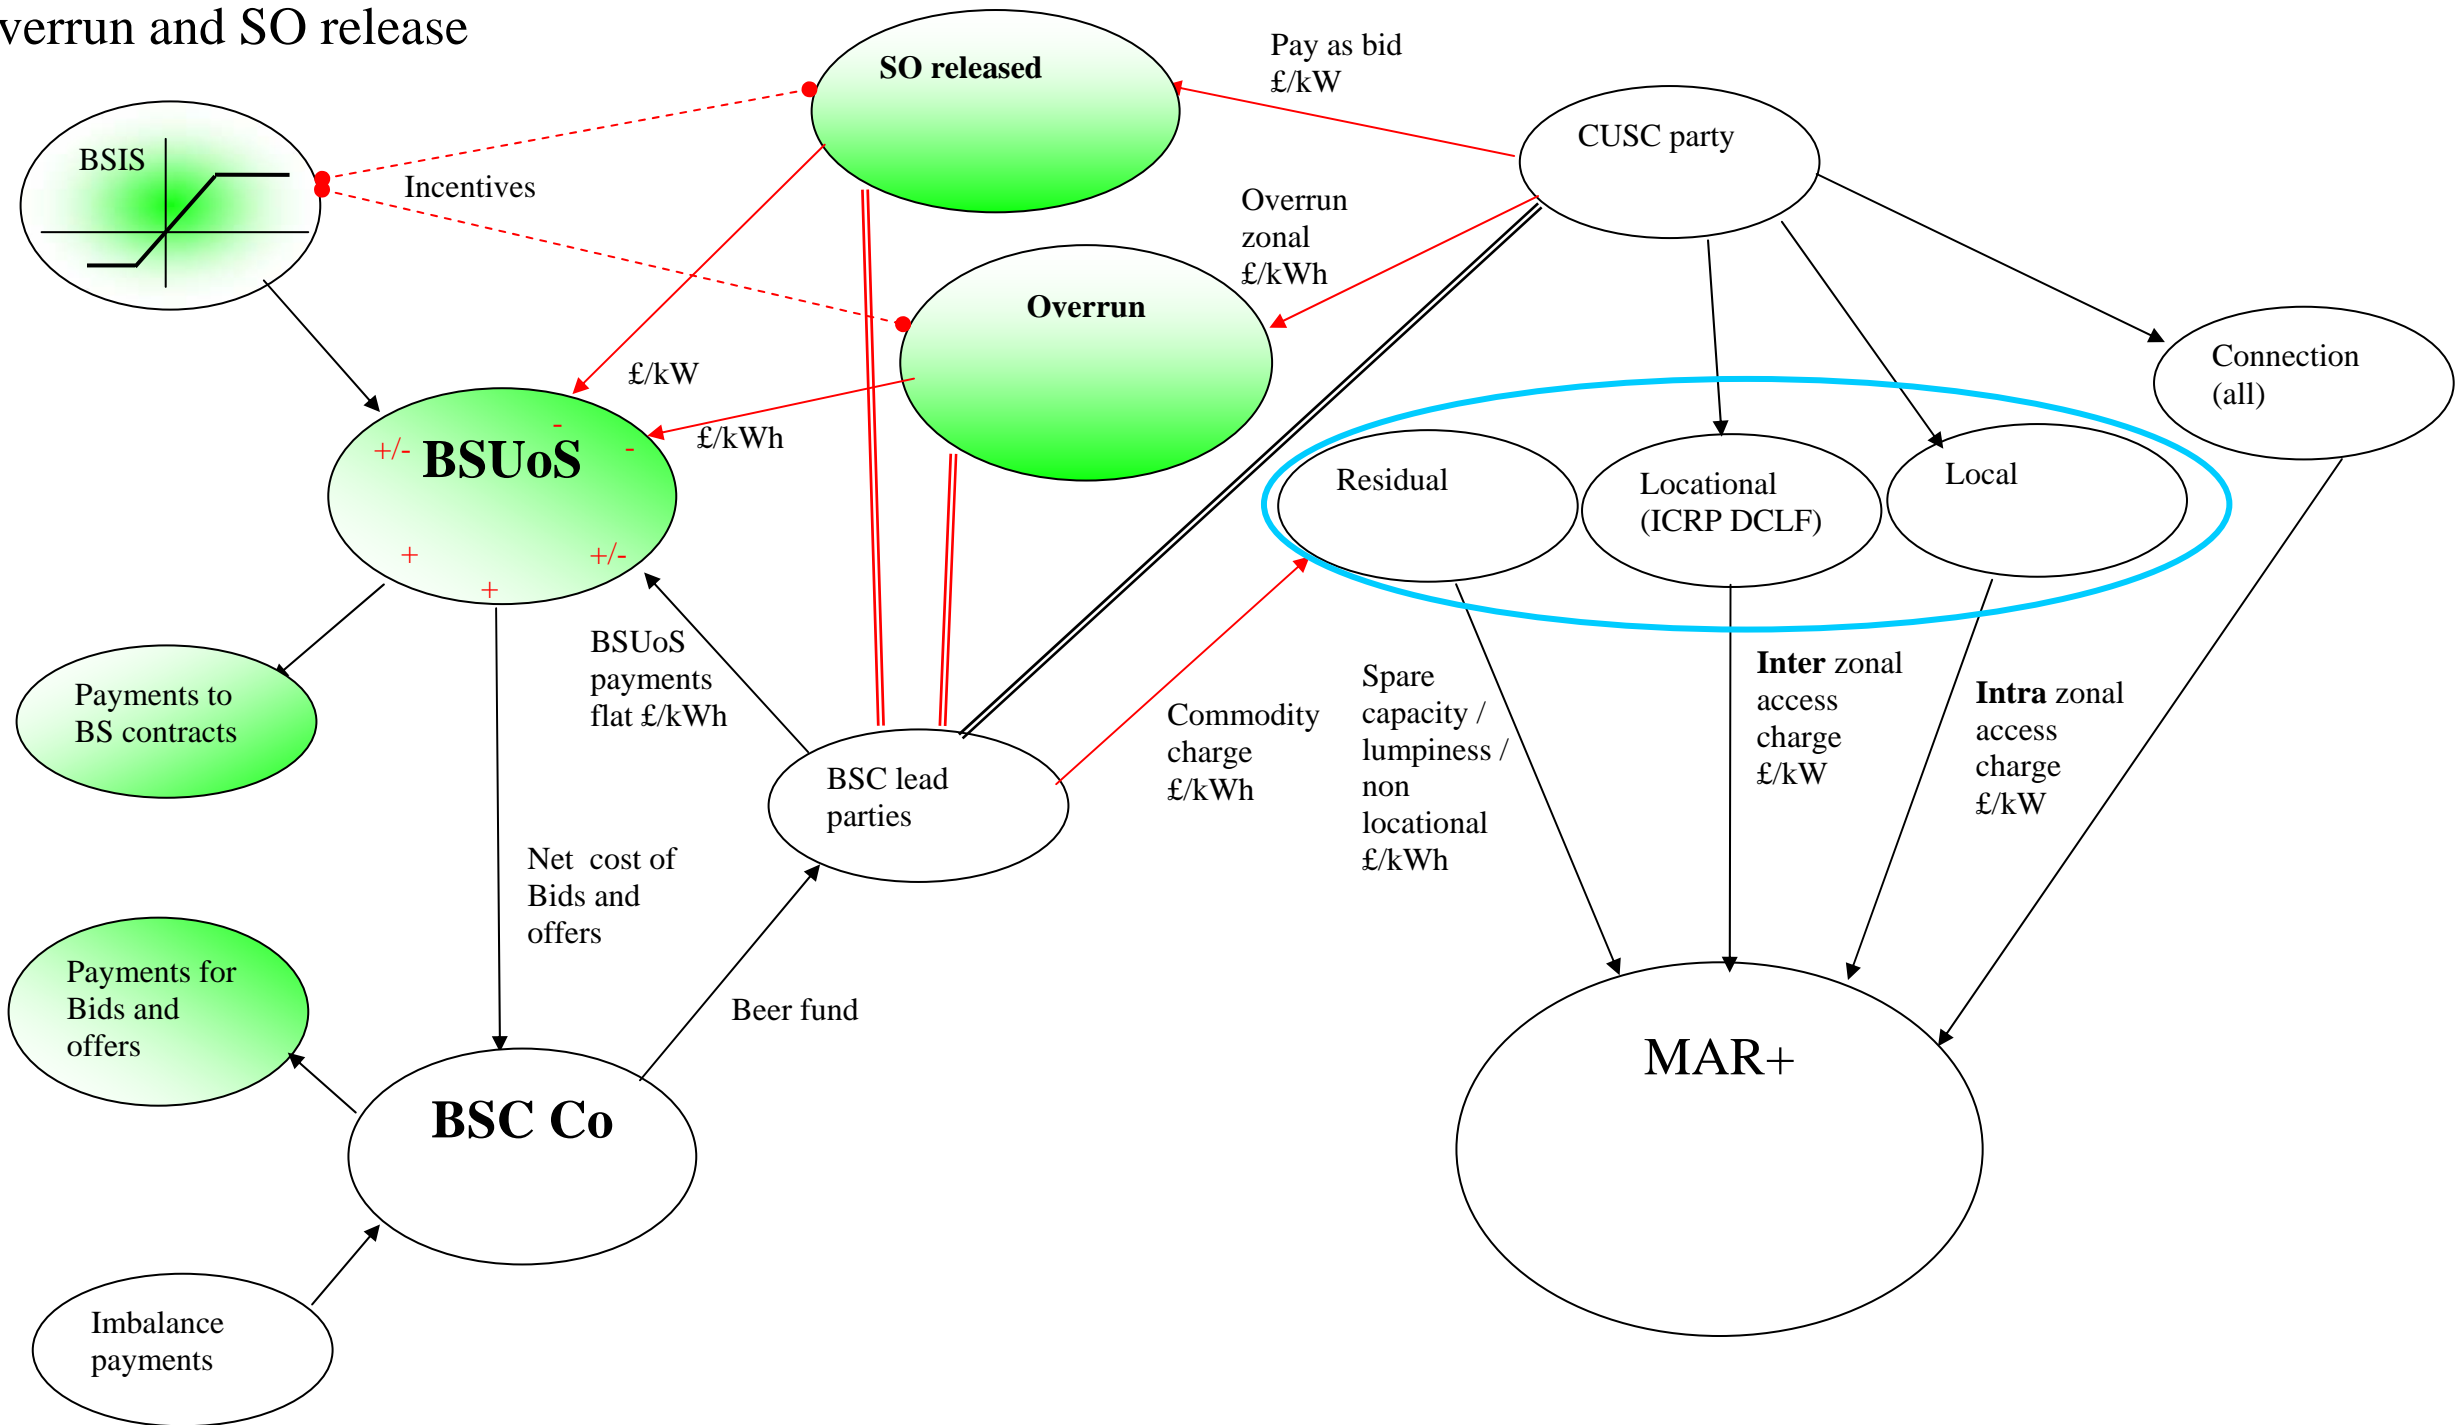 verrun and SO release
SO released
Pay as bid
£/kW
CUSC party
BSIS
Incentives
Overrun
zonal
£/kWh
Overrun
Connection
(all)
£/kW
£/kWh
-
-
+/-
BSUoS
+
+/-
+
Residual
Locational
(ICRP DCLF)
Local
BSUoS
payments
flat £/kWh
Payments to
BS contracts
BSC lead
parties
Commodity
charge
£/kWh
Spare
capacity /
lumpiness /
non
locational
£/kWh
Inter zonal
access
charge
£/kW
Intra zonal
access
charge
£/kW
Net cost of
Bids and
offers
Payments for
Bids and
offers
Beer fund
BSC Co
MAR+
Imbalance
payments